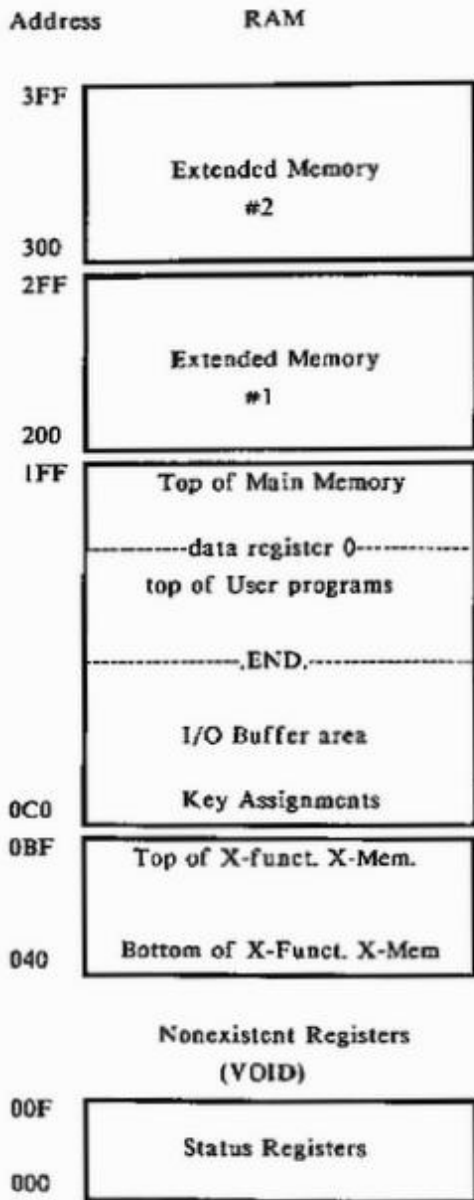 Address RAM
3FF
Extended Memory
#2
300
2FF
Extended Memory
#1
200
1FF
Top of Main Memory
--------data register 0----------
top of User programs
-------------.END.--------------
I/O Buffer area
Key Assignments
0C0
0BF
Top of X-funct. X-Mem.
040
Bottom of X-Funct. X-Mem
Nonexistent Registers
(VOID)
00F
Status Registers
000